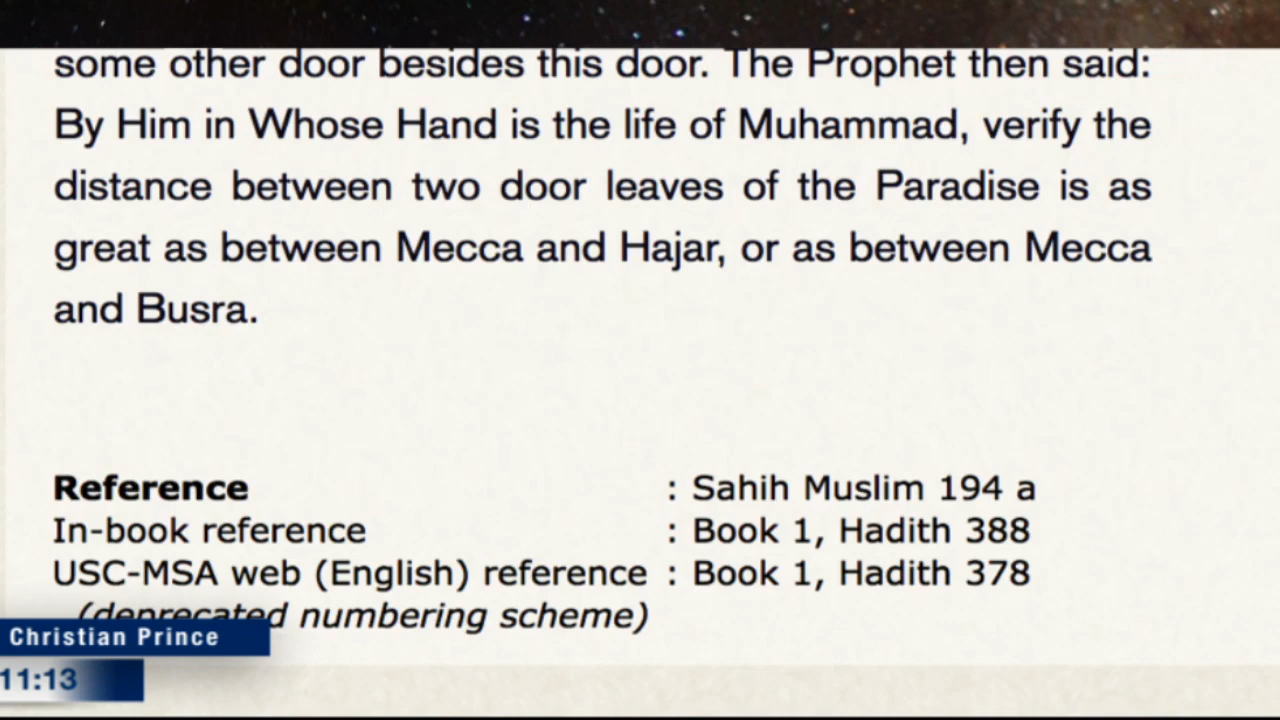 some other door besides this door. The Prophet then said:
By Him in Whose Hand is the life of Muhammad, verify the
distance between two door leaves of the Paradise is as
great as between Mecca and Hajar, or as between Mecca
and Busra.
Reference : Sahih Muslim 194 a
In-book reference : Book 1, Hadith 388
USC-MSA web (English) reference : Book 1, Hadith 378
(deprecated numbering scheme)
Christian Prince
11:13